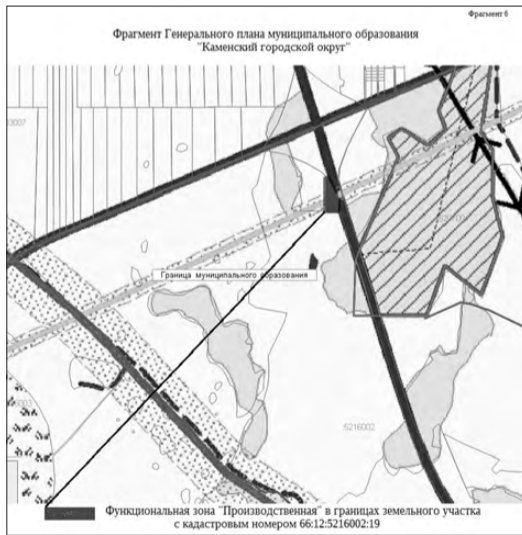 Фрагмент 6
Фрагмент Генерального плана муниципального образования
"Каменский городской округ"
Граница муниципального образования
5216002
Функциональная зона "Производственная" в границах земельного участка
с кадастровым номером 66:12:5216002:19